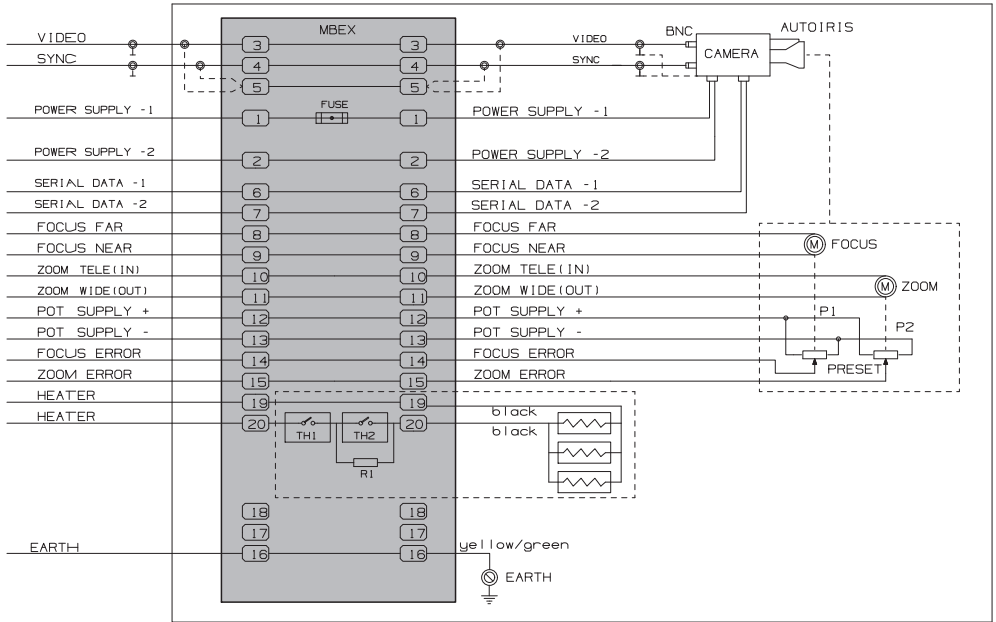 MBEX
AUTOIRIS
BNC
VIDEO 3 3 VIDEO
CAMERA
SYNC 4 4 SYNC
5 5
FUSE
POWER SUPPLY -1 1 1 POWER SUPPLY -1
POWER SUPPLY -2 2 2 POWER SUPPLY -2
SERIAL DATA -1 6 6 SERIAL DATA -1
SERIAL DATA -2 7 7 SERIAL DATA -2
FOCUS FAR 8 8 FOCUS FAR
M FOCUS
FOCUS NEAR 9 9 FOCUS NEAR
ZOOM TELE(IN) 10 10 ZOOM TELE(IN)
M ZOOM
ZOOM WIDE(OUT) 11 11 ZOOM WIDE(OUT)
POT SUPPLY + 12 12 POT SUPPLY +
P1
POT SUPPLY - 13 13 POT SUPPLY -
P2
FOCUS ERROR 14 14 FOCUS ERROR
PRESET
ZOOM ERROR 15 15 ZOOM ERROR
HEATER 19 19
black
HEATER 20 20
TH1 TH2
black
R1
18 18
17 17
EARTH 16 16 yellow/green
EARTH